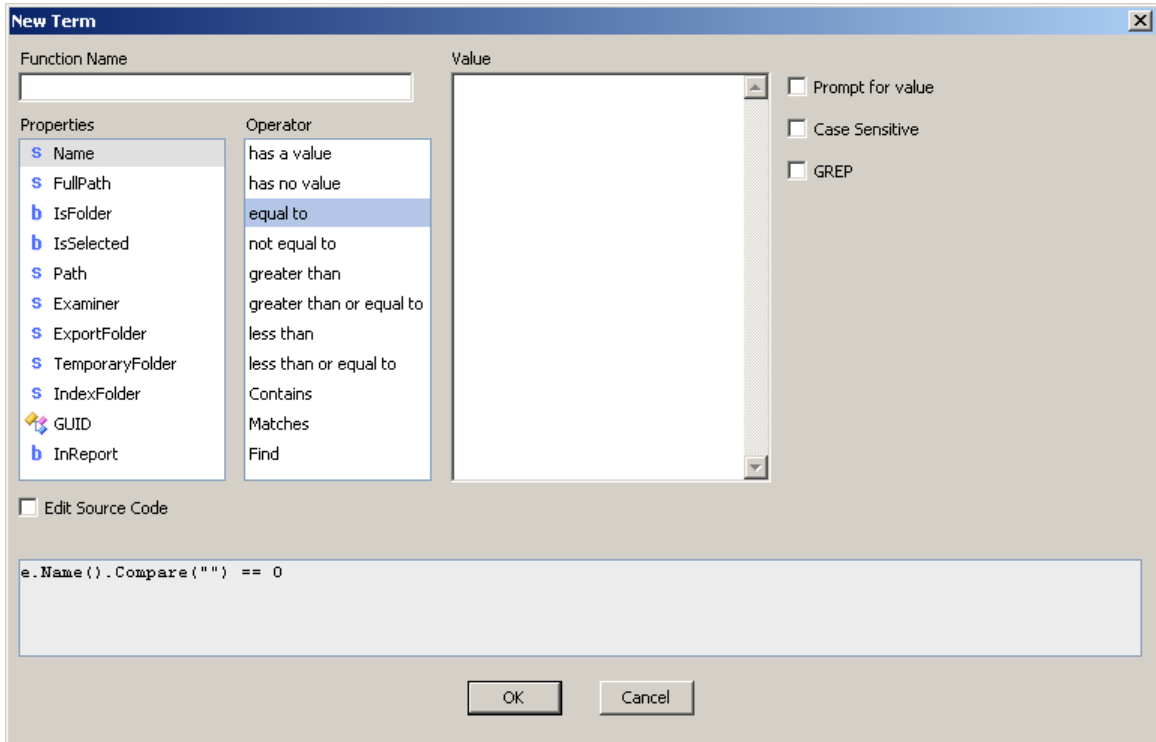 New Term
Function Name
Value
Prompt for value
Case Sensitive
GREP
Properties
s Name
s FullPath
b IsFolder
b IsSelected
s Path
s Examiner
s ExportFolder
s TemporaryFolder
s IndexFolder
GUID
b InReport
Operator
has a value
has no value
equal to
not equal to
greater than
greater than or equal to
less than
less than or equal to
Contains
Matches
Find
Edit Source Code
e.Name().Compare("") == 0
OK
Cancel